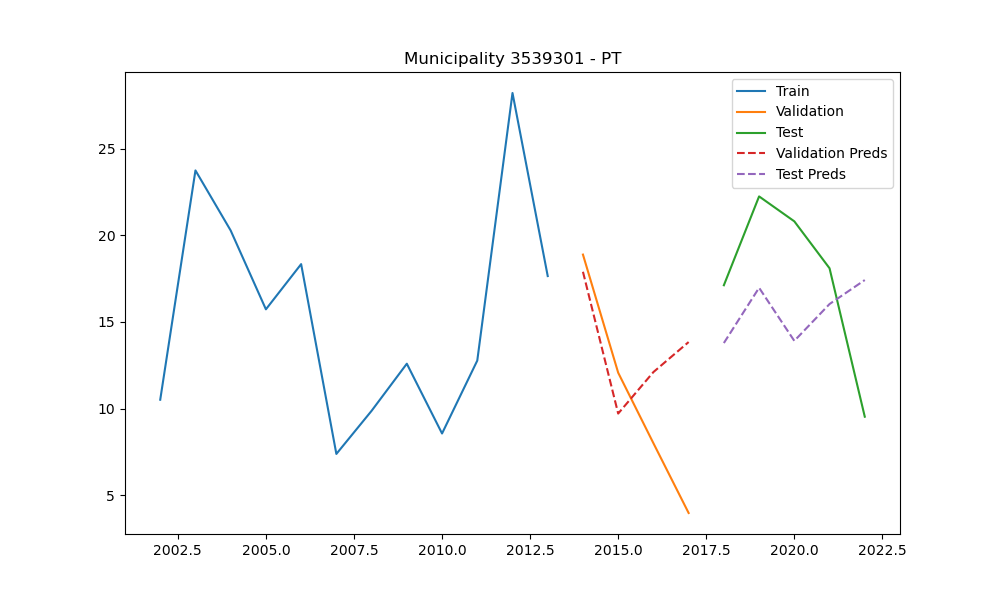 Municipality 3539301 - PT
Train
Validation
Test
Validation Preds
Test Preds
25
20
15
10
5
2002.5 2005.0 2007.5 2010.0 2012.5 2015.0 2017.5 2020.0 2022.5